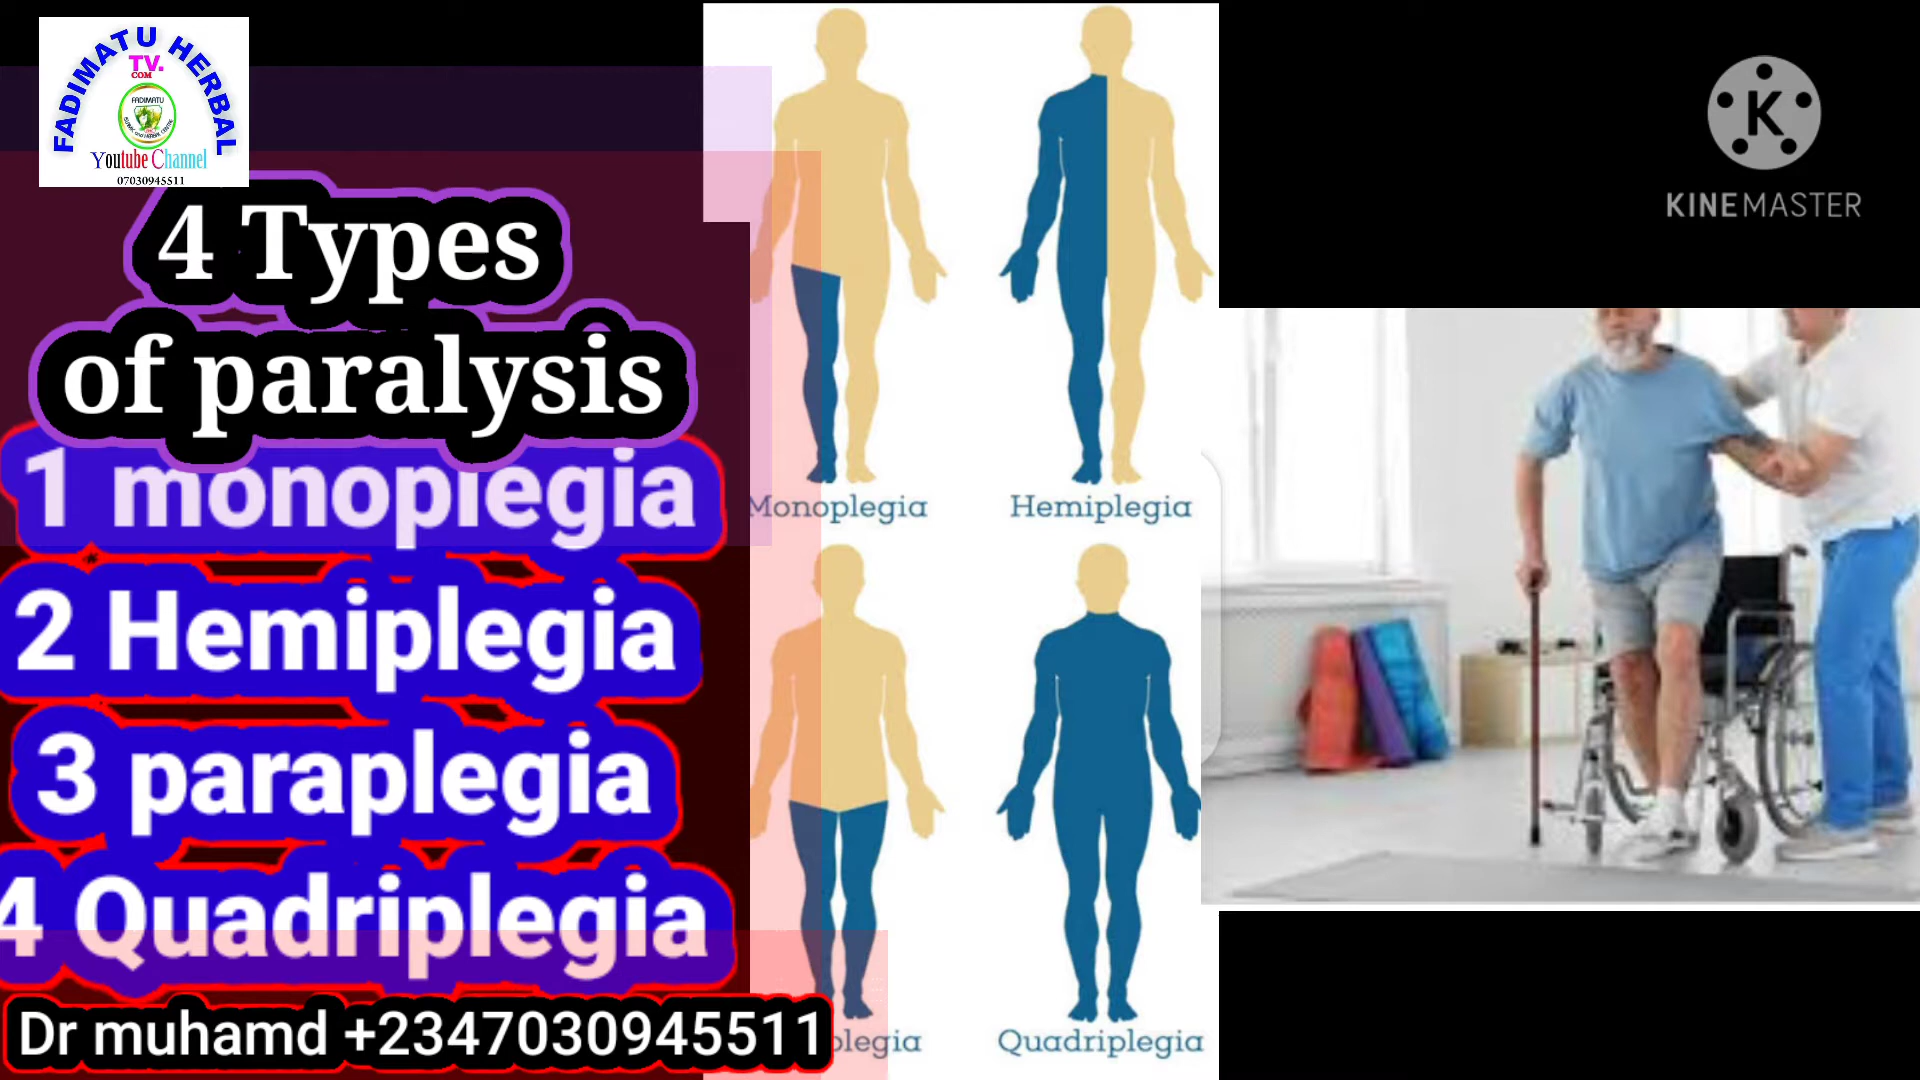 FADIMATU HERBAL
TV.
COM
FADIMATU
Youtube Channel
07030945511
4 Types
of paralysis
1 monoplegia
2 Hemiplegia
3 paraplegia
4 Quadriplegia
Dr muhamd +2347030945511
Monoplegia
Hemiplegia
plegia
Quadriplegia
K
KINEMASTER